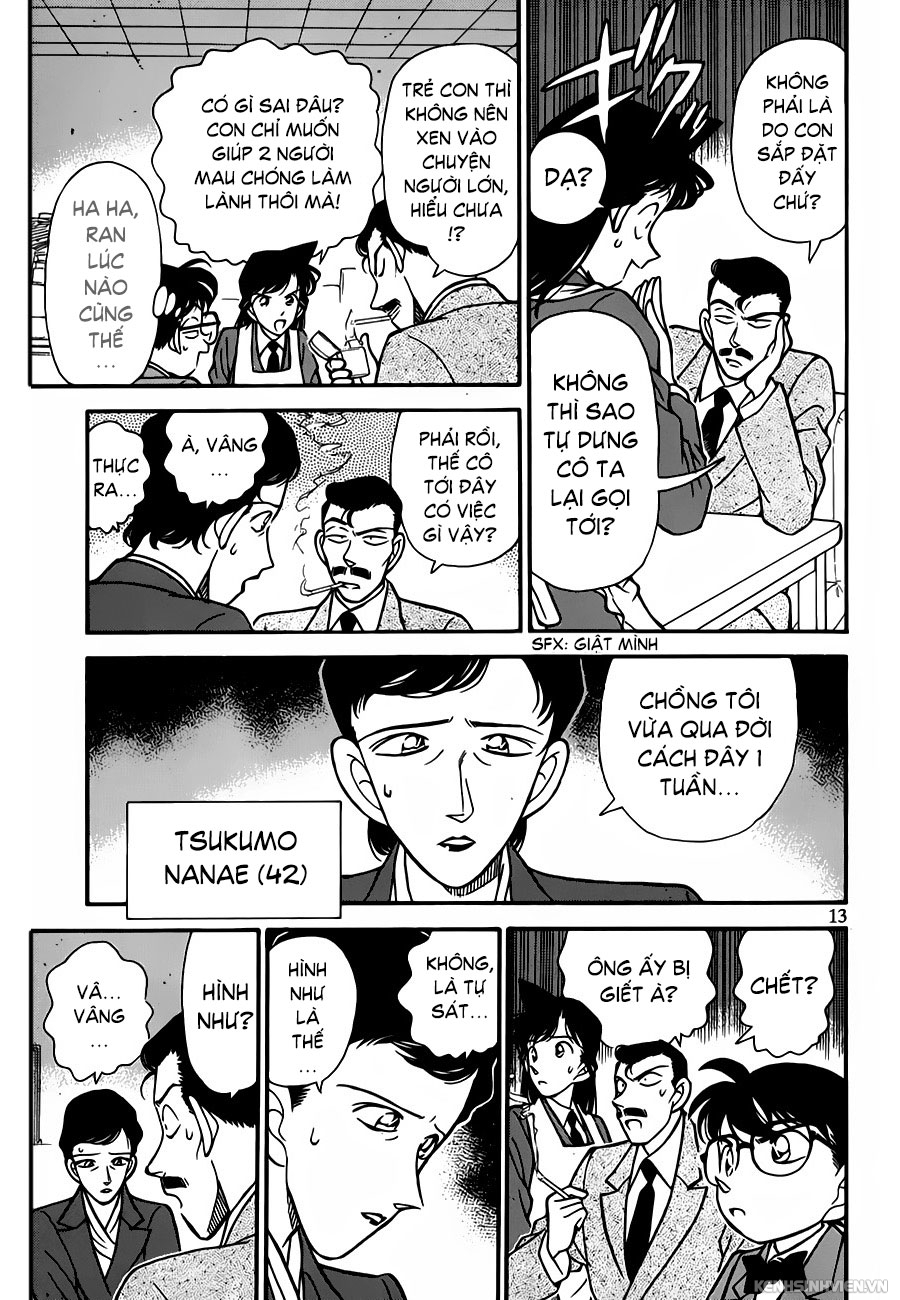 KHÔNG
PHẢI LÀ
DO CON
SẮP ĐẶT
ĐẤY
CHỨ?
ギクッ
DẠ?
KHÔNG
THÌ SAO
TỰ DƯNG
CÔ TA
LẠI GỌI
TỚI?
SFX: GIẬT MÌNH
TRẺ CON THÌ
KHÔNG NÊN
XEN VÀO
CHUYỆN
NGƯỜI LỚN,
HIỂU CHƯA
!?
CÓ GÌ SAI ĐÂU?
CON CHỈ MUỐN
GIÚP 2 NGƯỜI
MAU CHÓNG LÀM
LÀNH THÔI MÀ!
HA HA,
RAN
LÚC
NÀO
CŨNG
THẾ
...
PHẢI RỒI,
THẾ CÔ
TỚI ĐÂY
CÓ VIỆC
GÌ VẬY?
À, VÂNG
...
THỰC
RA...
CHỒNG TÔI
VỪA QUA ĐỜI
CÁCH ĐÂY 1
TUẦN...
TSUKUMO
NANAE (42)
13
CHẾT?
ÔNG ẤY BỊ
GIẾT À?
KHÔNG,
LÀ TỰ
SÁT...
HÌNH
NHƯ
LÀ
THẾ
...
HÌNH
NHƯ?
VÂ...
VÂNG
...
KENHSINHVIEN.VN